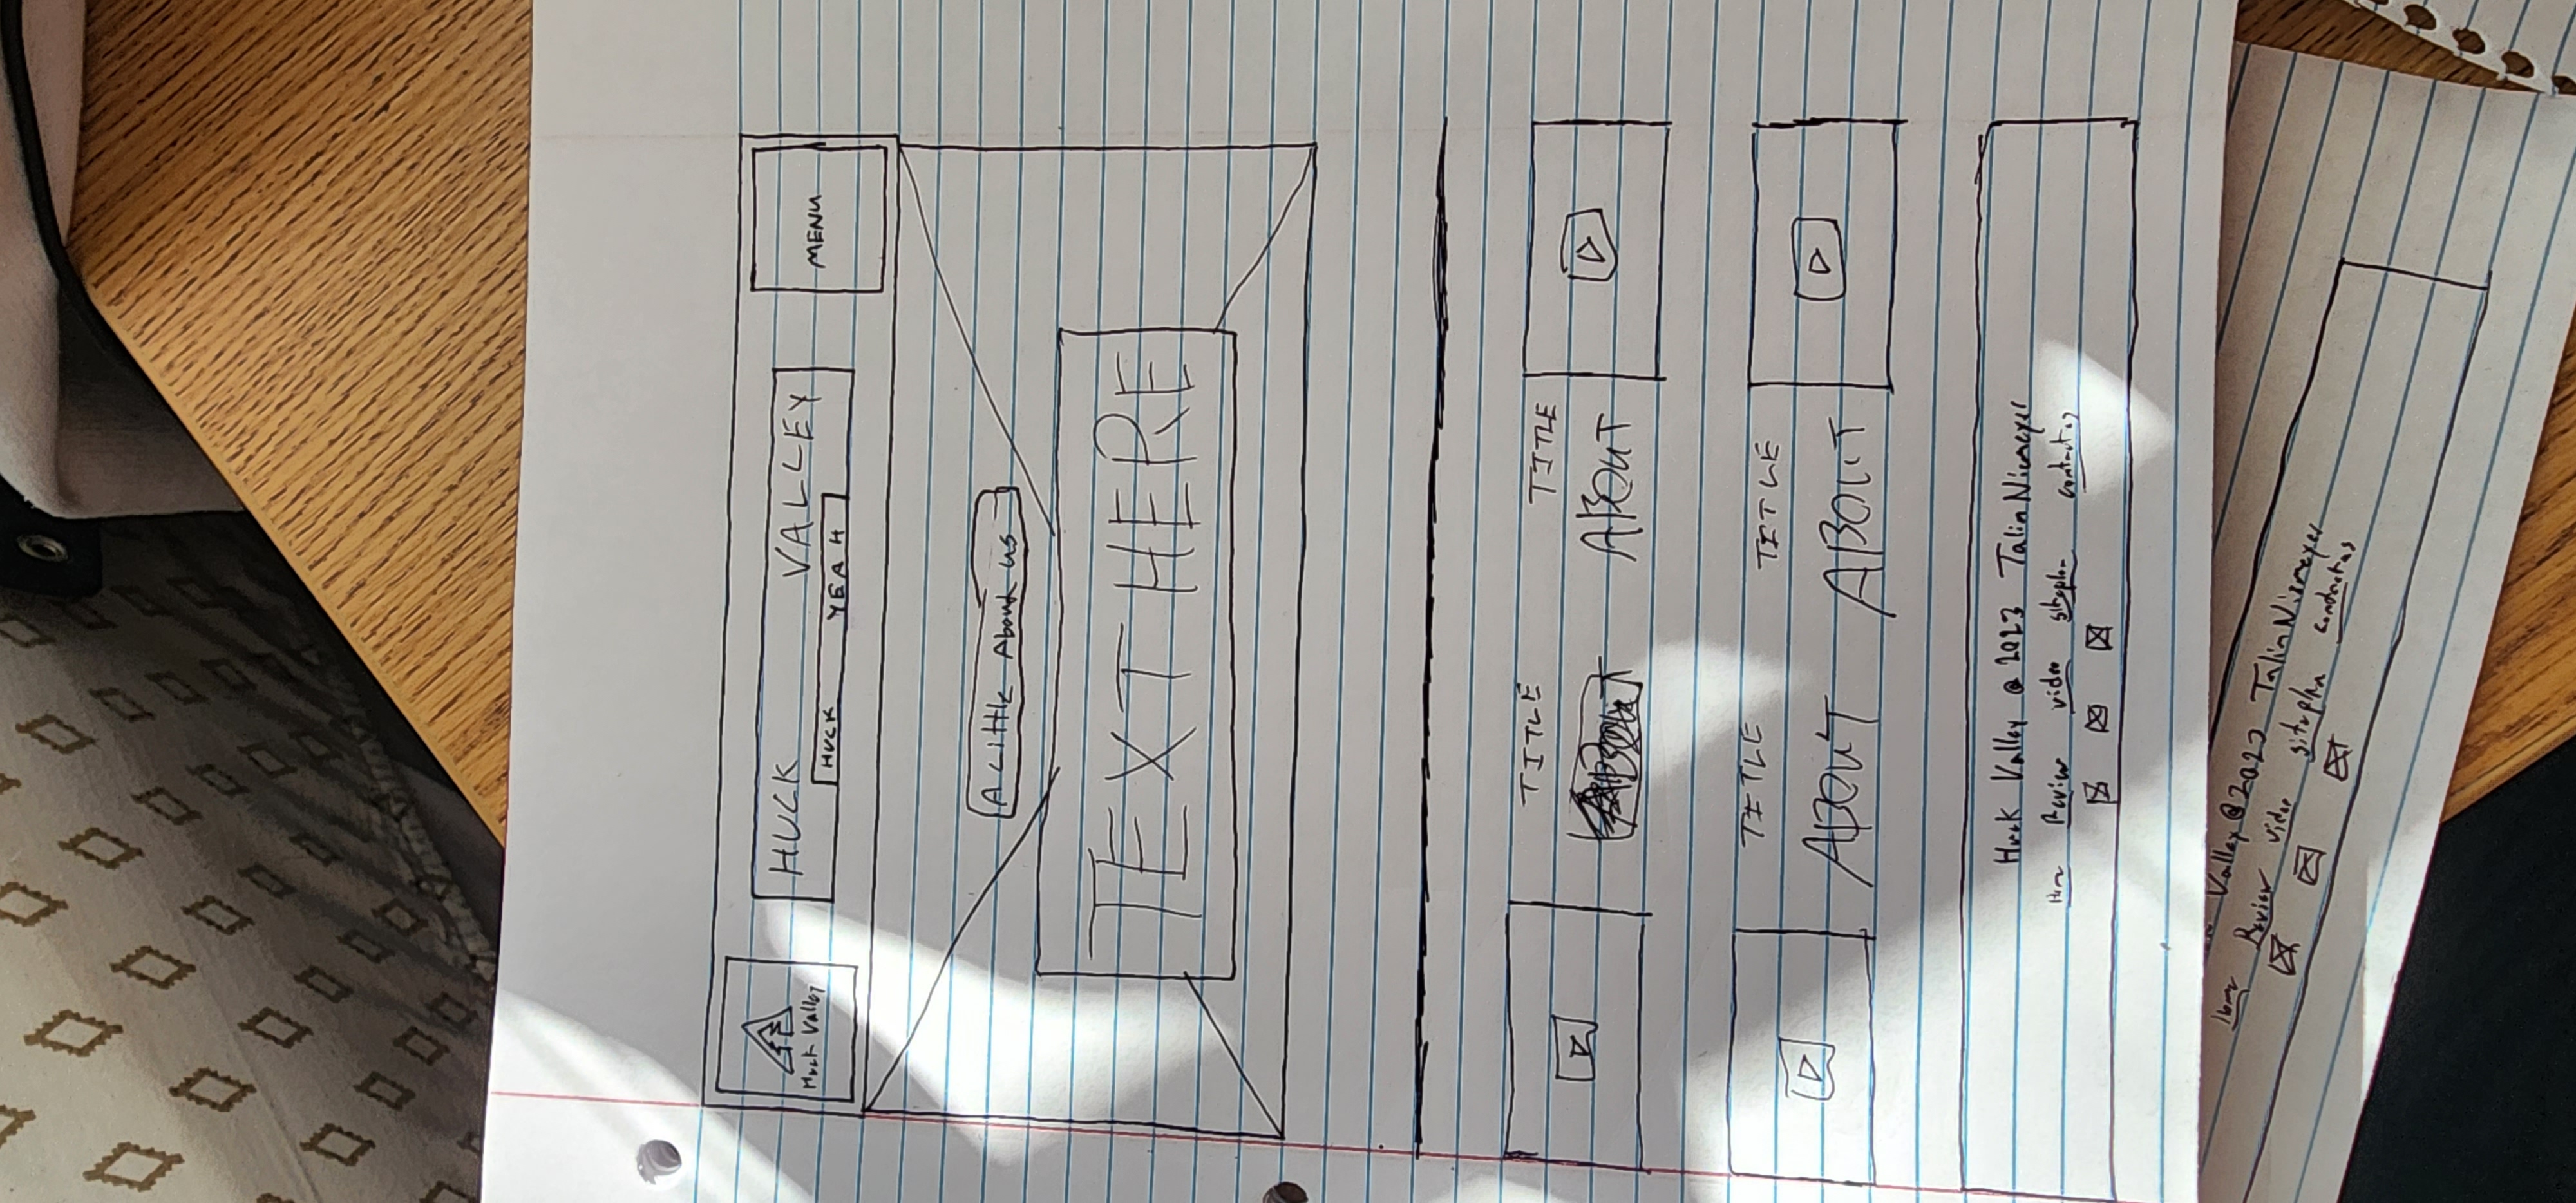 Huck Valley
HUCK VALLEY
HUCK YEAH
MENU
A Little About us
TEXT HERE
TITLE TITLE
ABOUT ABOUT
TITLE TITLE
ABOUT ABOUT
Huck Valley @ 2023 Talin Niemeyer
Review video siteplan contact us
Valley @ 2023 Talin Niemeyer
Home Review video siteplan contact us